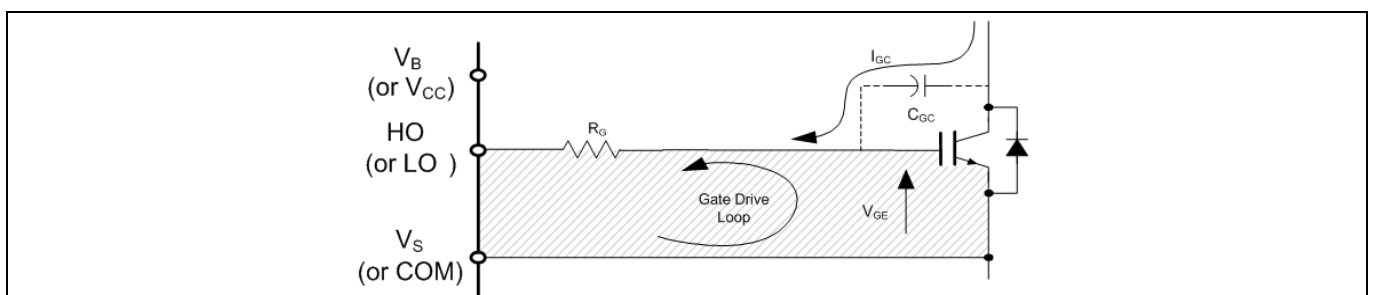 V_B
(or V_CC)
HO
(or LO )
V_S
(or COM)
R_G
I_GC
C_GC
Gate Drive
Loop
V_GE